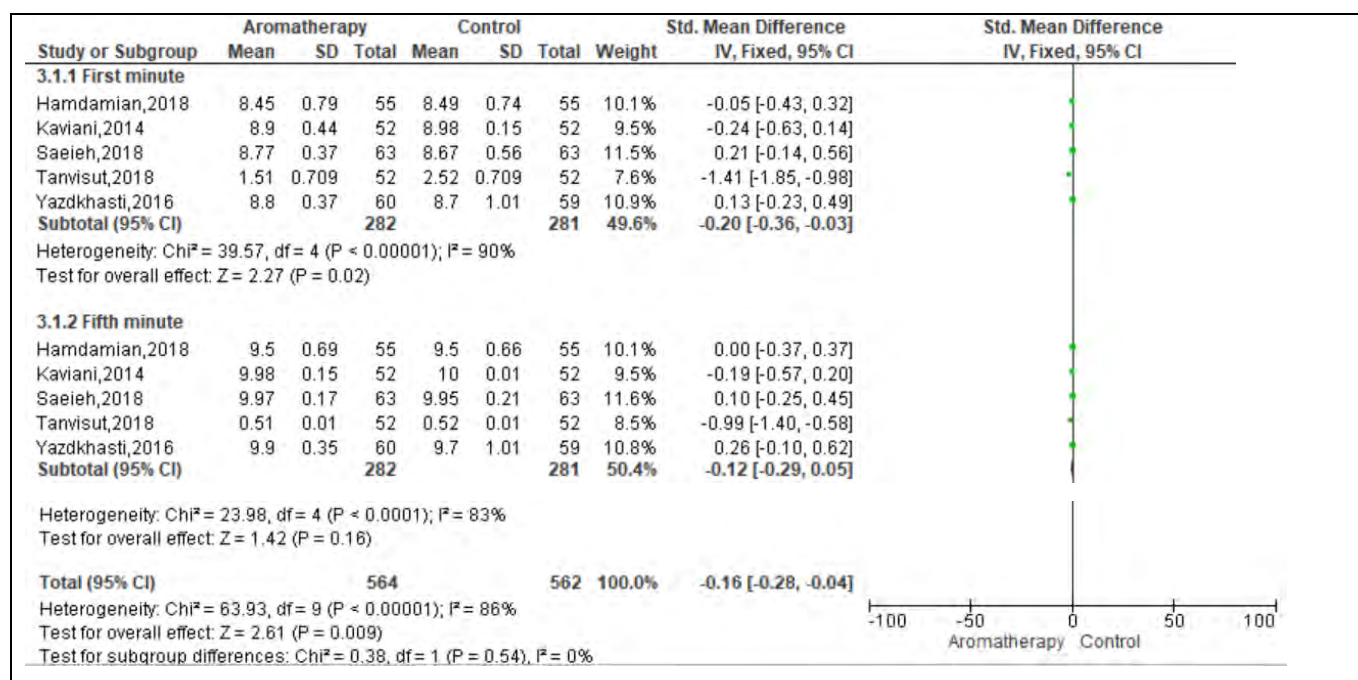 Aromatherapy Control Std. Mean Difference Std. Mean Difference
Study or Subgroup Mean SD Total Mean SD Total Weight IV, Fixed, 95% CI IV, Fixed, 95% CI
3.1.1 First minute
Hamdamian,2018 8.45 0.79 55 8.49 0.74 55 10.1% -0.05 [-0.43, 0.32]
Kaviani,2014 8.9 0.44 52 8.98 0.15 52 9.5% -0.24 [-0.63, 0.14]
Saeieh,2018 8.77 0.37 63 8.67 0.56 63 11.5% 0.21 [-0.14, 0.56]
Tanvisut,2018 1.51 0.709 52 2.52 0.709 52 7.6% -1.41 [-1.85, -0.98]
Yazdkhasti,2016 8.8 0.37 60 8.7 1.01 59 10.9% 0.13 [-0.23, 0.49]
Subtotal (95% CI) 282 281 49.6% -0.20 [-0.36, -0.03]
Heterogeneity: Chi² = 39.57, df = 4 (P < 0.00001); I² = 90%
Test for overall effect: Z = 2.27 (P = 0.02)
3.1.2 Fifth minute
Hamdamian,2018 9.5 0.69 55 9.5 0.66 55 10.1% 0.00 [-0.37, 0.37]
Kaviani,2014 9.98 0.15 52 10 0.01 52 9.5% -0.19 [-0.57, 0.20]
Saeieh,2018 9.97 0.17 63 9.95 0.21 63 11.6% 0.10 [-0.25, 0.45]
Tanvisut,2018 0.51 0.01 52 0.52 0.01 52 8.5% -0.99 [-1.40, -0.58]
Yazdkhasti,2016 9.9 0.35 60 9.7 1.01 59 10.8% 0.26 [-0.10, 0.62]
Subtotal (95% CI) 282 281 50.4% -0.12 [-0.29, 0.05]
Heterogeneity: Chi² = 23.98, df = 4 (P < 0.0001); I² = 83%
Test for overall effect: Z = 1.42 (P = 0.16)
Total (95% CI) 564 562 100.0% -0.16 [-0.28, -0.04]
Heterogeneity: Chi² = 63.93, df = 9 (P < 0.00001); I² = 86%
Test for overall effect: Z = 2.61 (P = 0.009)
Test for subgroup differences: Chi² = 0.38, df = 1 (P = 0.54), I² = 0%
-100 -50 0 50 100
Aromatherapy Control